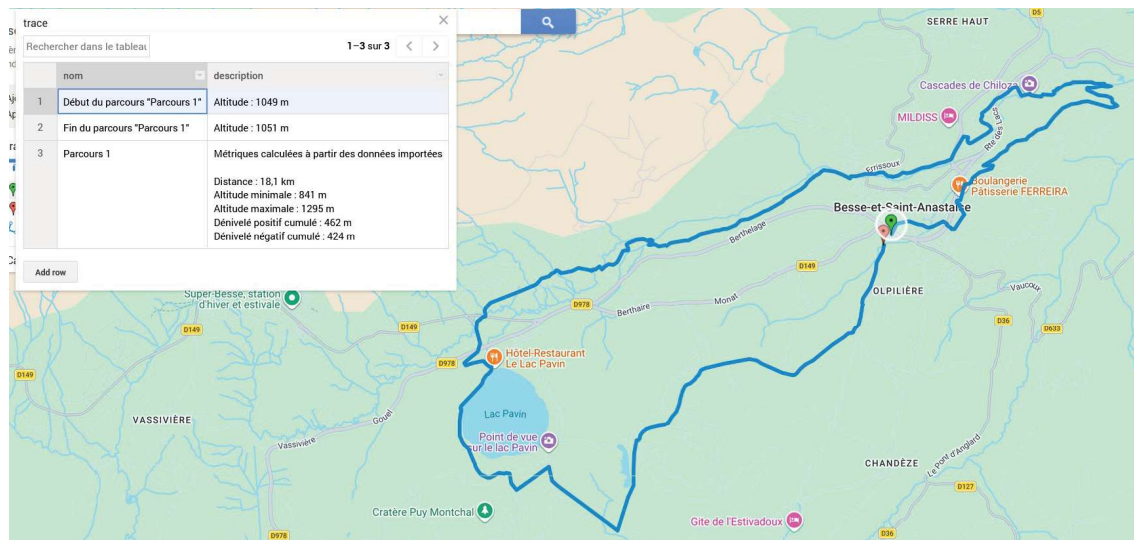 trace
Rechercher dans le tableau
1–3 sur 3
nom
description
1
Début du parcours "Parcours 1"
Altitude : 1049 m
2
Fin du parcours "Parcours 1"
Altitude : 1051 m
3
Parcours 1
Métriques calculées à partir des données importées
Distance : 18,1 km
Altitude minimale : 841 m
Altitude maximale : 1295 m
Dénivelé positif cumulé : 462 m
Dénivelé négatif cumulé : 424 m
Add row
SERRE HAUT
D5
Cascades de Chiloza
MILDISS
Rte des Lacs
Errissoux
Boulangerie
Pâtisserie FERREIRA
Besse-et-Saint-Anastaise
Berthelage
D149
OLPILIÈRE
Vaucoux
Super-Besse, station
d'hiver et estivale
D978
Monat
Berthaire
D36
D633
D149
D149
Hôtel-Restaurant
Le Lac Pavin
D978
D149
Lac Pavin
Gouel
VASSIVIÈRE
Vassivière
Point de vue
sur le lac Pavin
Le Pont d'Anglard
CHANDÈZE
D127
Cratère Puy Montchal
Gite de l'Estivadoux
D978
D36